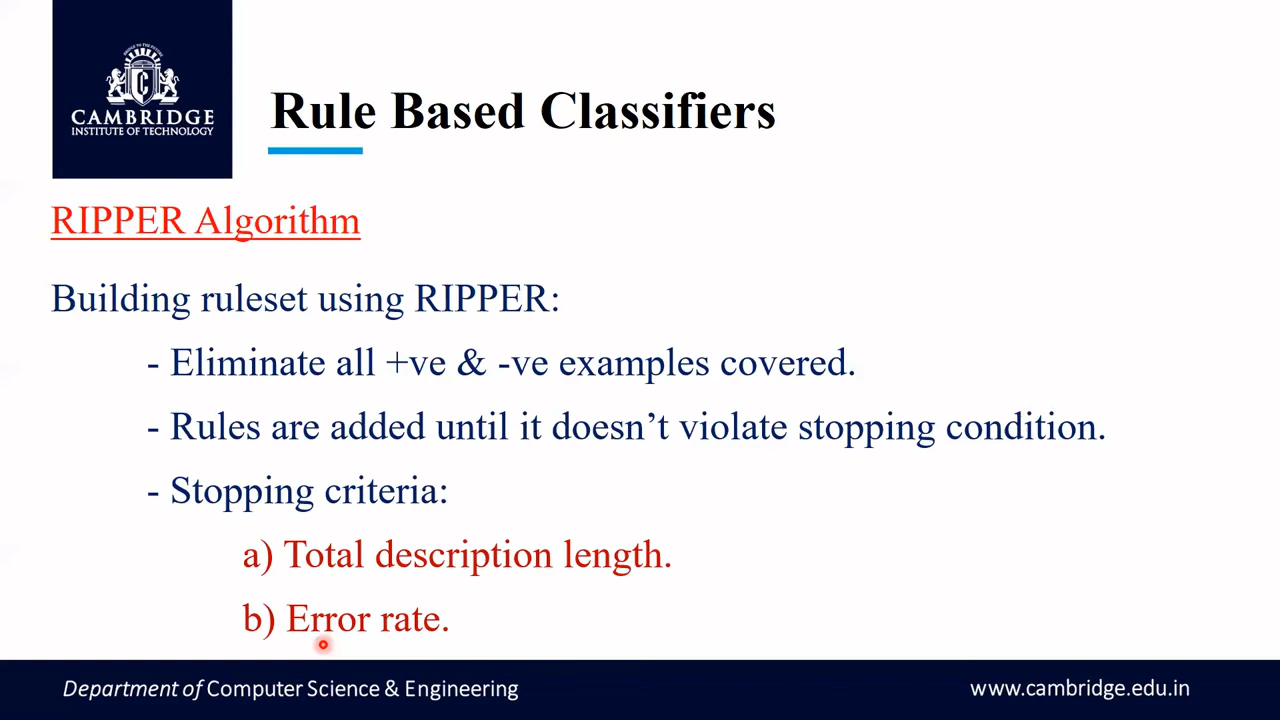 CAMBRIDGE
INSTITUTE OF TECHNOLOGY
Rule Based Classifiers
RIPPER Algorithm
Building ruleset using RIPPER:
- Eliminate all +ve & -ve examples covered.
- Rules are added until it doesn’t violate stopping condition.
- Stopping criteria:
a) Total description length.
b) Error rate.
Department of Computer Science & Engineering
www.cambridge.edu.in